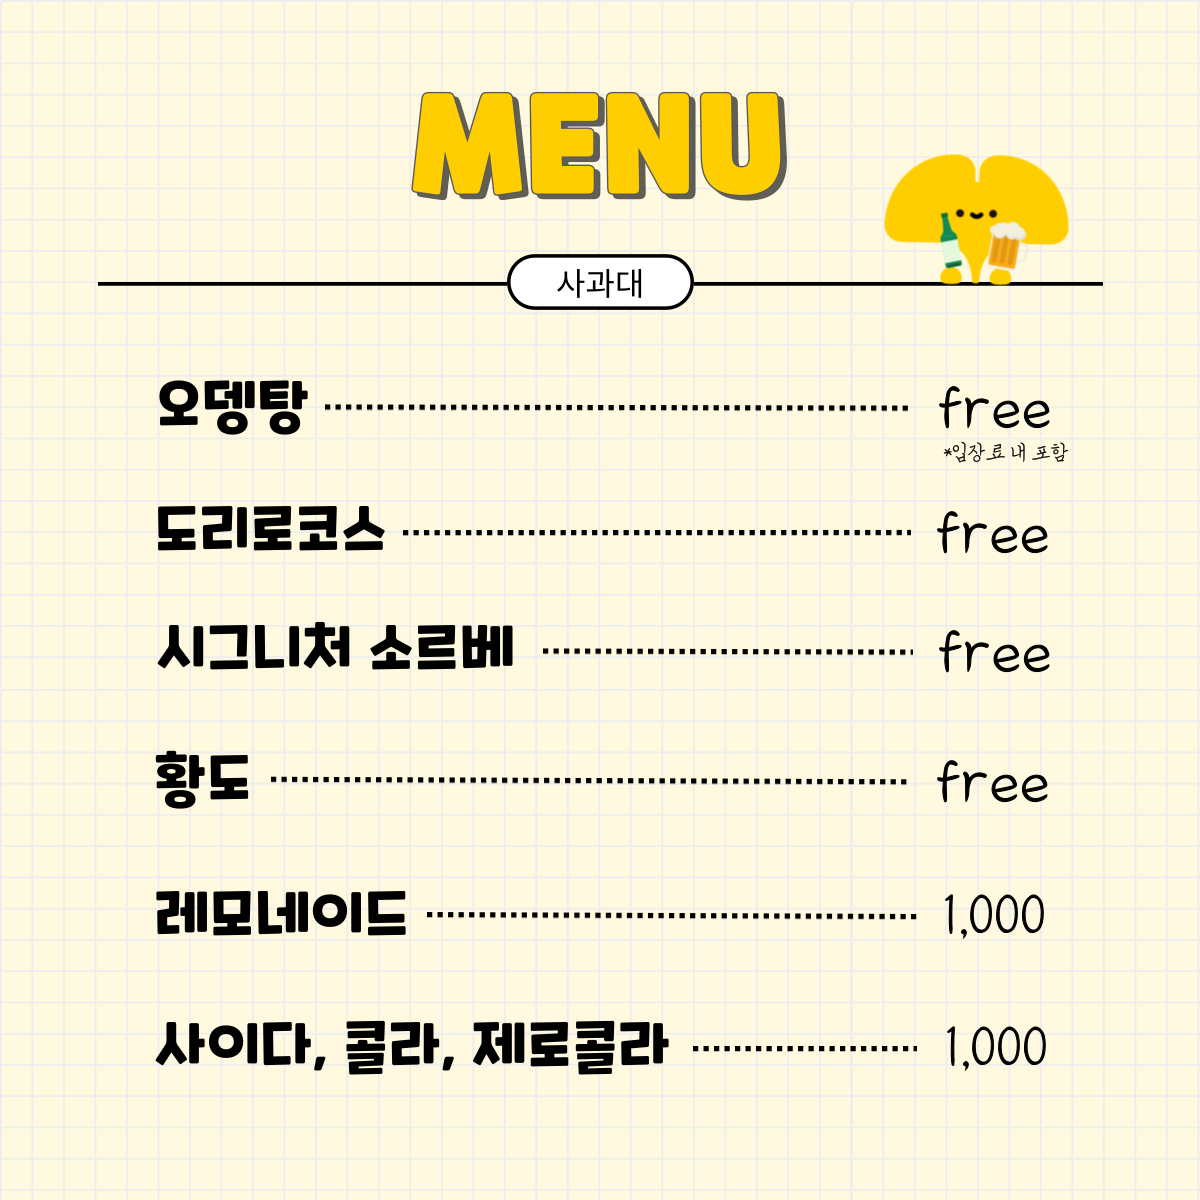 MENU
사과대
오뎅탕 free
*입장료 내 포함
도리로코스 free
시그니처 소르베 free
황도 free
레모네이드 1,000
사이다, 콜라, 제로콜라 1,000